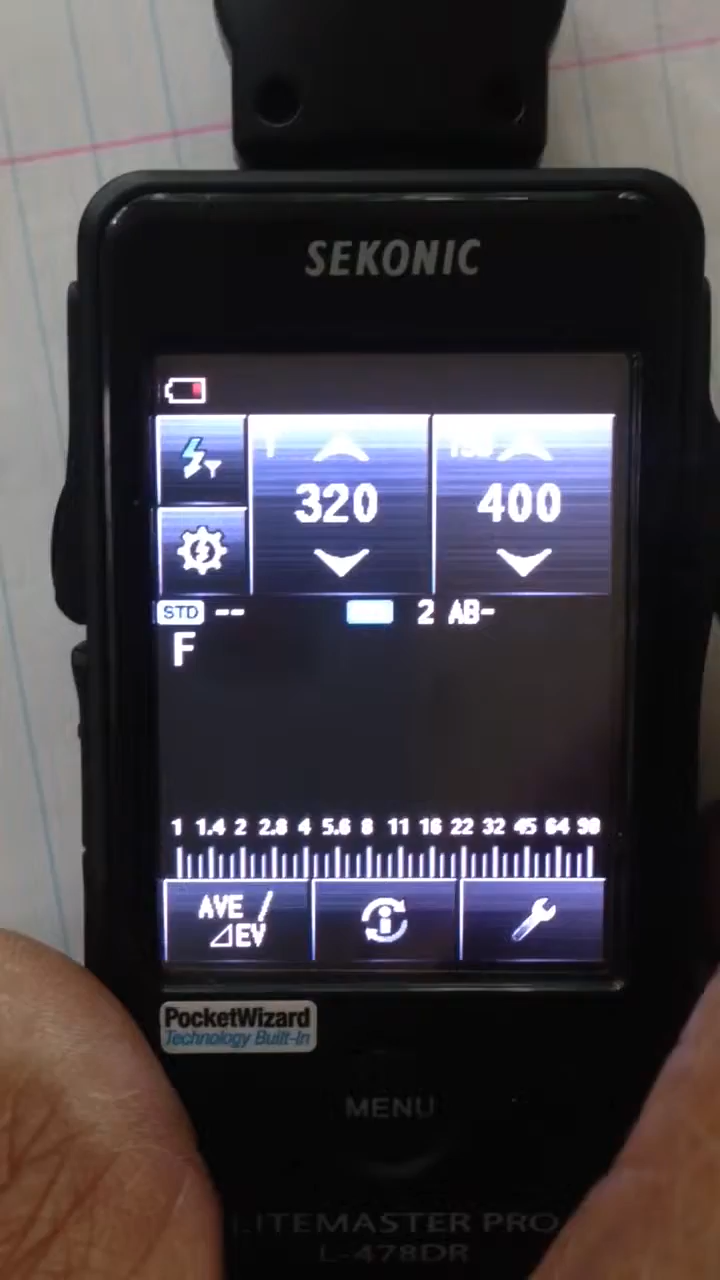 SEKONIC
T ISO
320 400
STD -- 2 AB-
F
1 1.4 2 2.8 4 5.6 8 11 16 22 32 45 64 90
AVE / ⊿EV
PocketWizard
Technology Built-In
MENU
LITEMASTER PRO
L-478DR